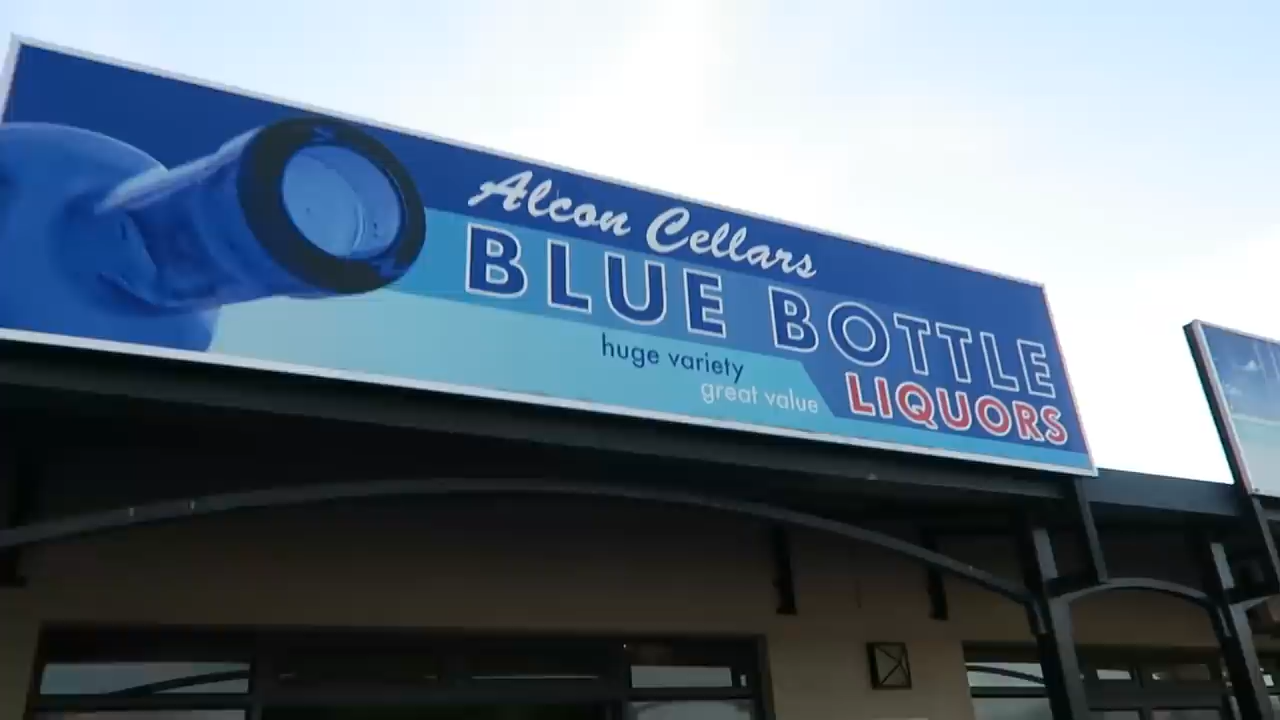 Alcon Cellars
BLUE BOTTLE
LIQUORS
huge variety
great value